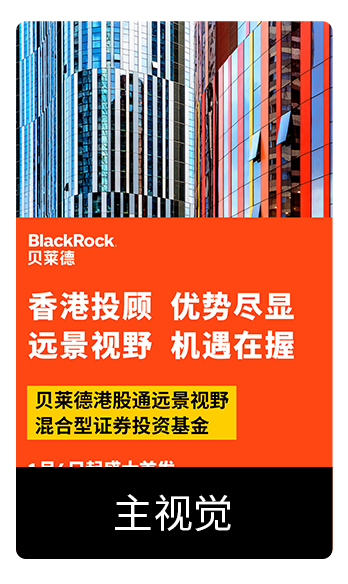 BlackRock.
贝莱德
香港投顾 优势尽显
远景视野 机遇在握
贝莱德港股通远景视野
混合型证券投资基金
主视觉